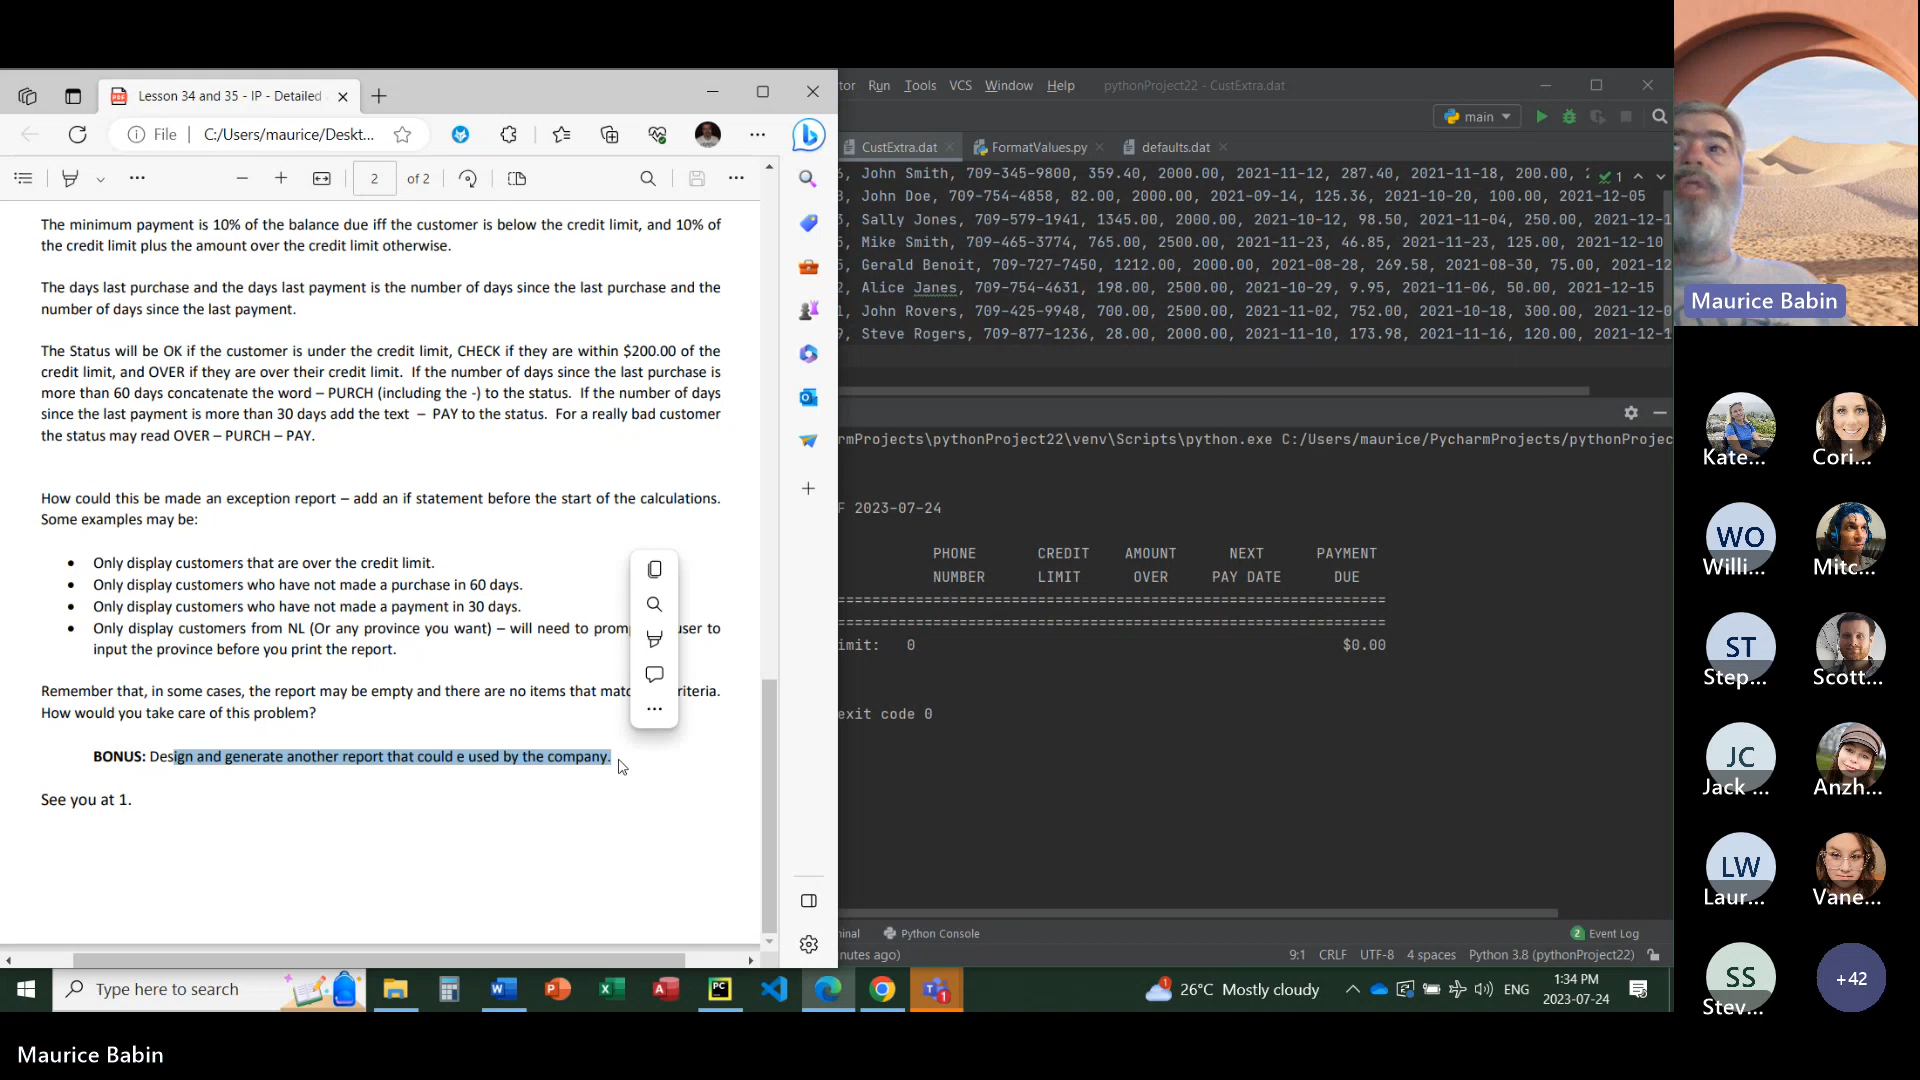 Lesson 34 and 35 - IP - Detailed
File C:/Users/maurice/Deskt...
2 of 2
The minimum payment is 10% of the balance due iff the customer is below the credit limit, and 10% of
the credit limit plus the amount over the credit limit otherwise.
The days last purchase and the days last payment is the number of days since the last purchase and the
number of days since the last payment.
The Status will be OK if the customer is under the credit limit, CHECK if they are within $200.00 of the
credit limit, and OVER if they are over their credit limit. If the number of days since the last purchase is
more than 60 days concatenate the word – PURCH (including the -) to the status. If the number of days
since the last payment is more than 30 days add the text – PAY to the status. For a really bad customer
the status may read OVER – PURCH – PAY.
How could this be made an exception report – add an if statement before the start of the calculations.
Some examples may be:
• Only display customers that are over the credit limit.
• Only display customers who have not made a purchase in 60 days.
• Only display customers who have not made a payment in 30 days.
• Only display customers from NL (Or any province you want) – will need to prom user to
input the province before you print the report.
Remember that, in some cases, the report may be empty and there are no items that matc riteria.
How would you take care of this problem?
BONUS: Design and generate another report that could e used by the company.
See you at 1.
tor Run Tools VCS Window Help pythonProject22 - CustExtra.dat
main
CustExtra.dat FormatValues.py defaults.dat
1
, John Smith, 709-345-9800, 359.40, 2000.00, 2021-11-12, 287.40, 2021-11-18, 200.00,
, John Doe, 709-754-4858, 82.00, 2000.00, 2021-09-14, 125.36, 2021-10-20, 100.00, 2021-12-05
, Sally Jones, 709-579-1941, 1345.00, 2000.00, 2021-10-12, 98.50, 2021-11-04, 250.00, 2021-12-1
, Mike Smith, 709-465-3774, 765.00, 2500.00, 2021-11-23, 46.85, 2021-11-23, 125.00, 2021-12-10
, Gerald Benoit, 709-727-7450, 1212.00, 2000.00, 2021-08-28, 269.58, 2021-08-30, 75.00, 2021-12
, Alice Janes, 709-754-4631, 198.00, 2500.00, 2021-10-29, 9.95, 2021-11-06, 50.00, 2021-12-15
, John Rovers, 709-425-9948, 700.00, 2500.00, 2021-11-02, 752.00, 2021-10-18, 300.00, 2021-12-0
, Steve Rogers, 709-877-1236, 28.00, 2000.00, 2021-11-10, 173.98, 2021-11-16, 120.00, 2021-12-1
rmProjects\pythonProject22\venv\Scripts\python.exe C:/Users/maurice/PycharmProjects/pythonProjec
F 2023-07-24
PHONE CREDIT AMOUNT NEXT PAYMENT
NUMBER LIMIT OVER PAY DATE DUE
===============================================================
===============================================================
imit: 0 $0.00
exit code 0
minal Python Console 2 Event Log
nutes ago) 9:1 CRLF UTF-8 4 spaces Python 3.8 (pythonProject22)
Type here to search
26°C Mostly cloudy ENG 1:34 PM
2023-07-24
Maurice Babin
Kate... Cori...
WO
Willi... Mitc...
ST
Step... Scott...
JC
Jack ... Anzh...
LW
Laur... Vane...
SS +42
Stev...
Maurice Babin